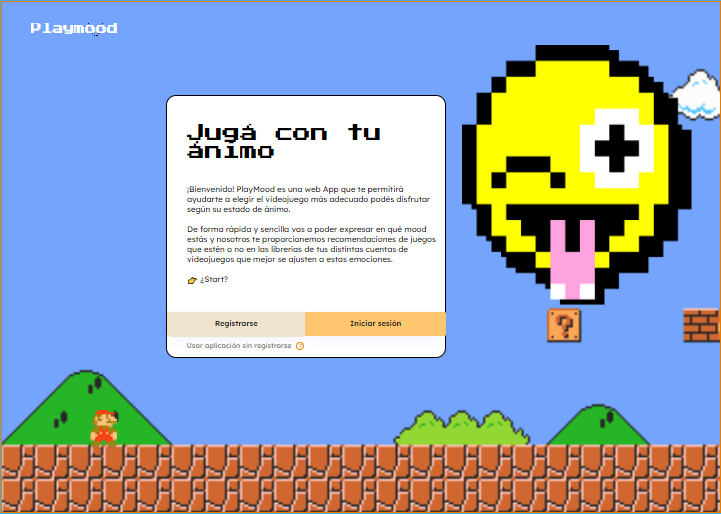 Playmood
Jugá con tu
ánimo
¡Bienvenido! PlayMood es una web App que te permitirá
ayudarte a elegir el videojuego más adecuado podés disfrutar
según su estado de ánimo.
De forma rápida y sencilla vas a poder expresar en qué mood
estás y nosotros te proporcionemos recomendaciones de juegos
que estén o no en las librerias de tus distintas cuentas de
videojuegos que mejor se ajusten a estas emociones.
👉 ¿Start?
Registrarse
Iniciar sesión
Usar aplicación sin registrarse ?
?